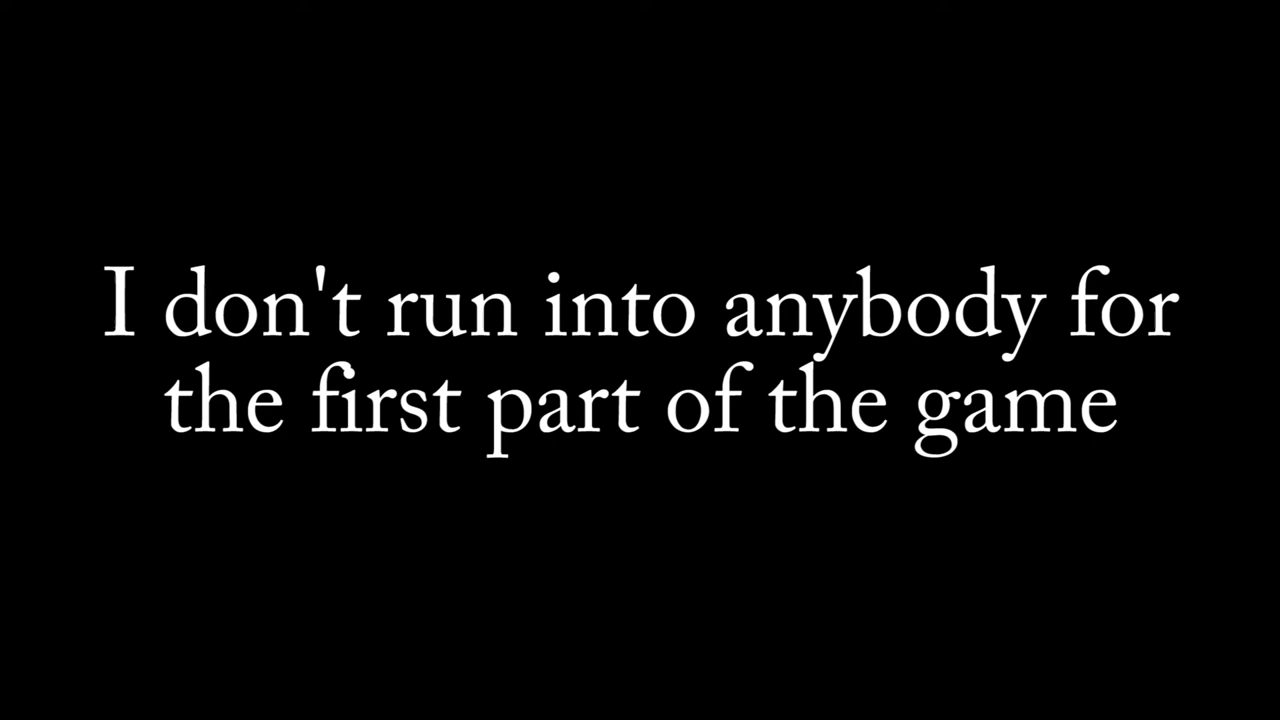 I don't run into anybody for
the first part of the game